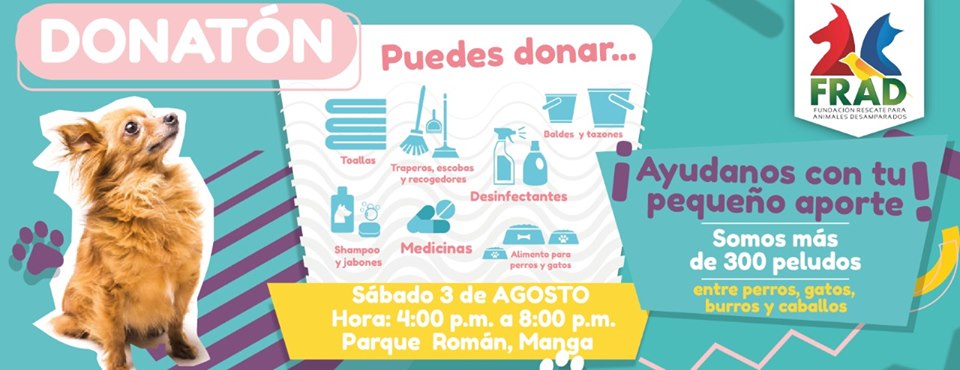 DONATÓN
Puedes donar...
Toallas
Traperos, escobas
y recogedores
Baldes y tazones
Desinfectantes
Shampoo
y jabones
Medicinas
Alimento para
perros y gatos
Sábado 3 de AGOSTO
Hora: 4:00 p.m. a 8:00 p.m.
Parque Román, Manga
FRAD
FUNDACIÓN RESCATE PARA
ANIMALES DESAMPARADOS
¡Ayudanos con tu
pequeño aporte!
Somos más
de 300 peludos
entre perros, gatos,
burros y caballos